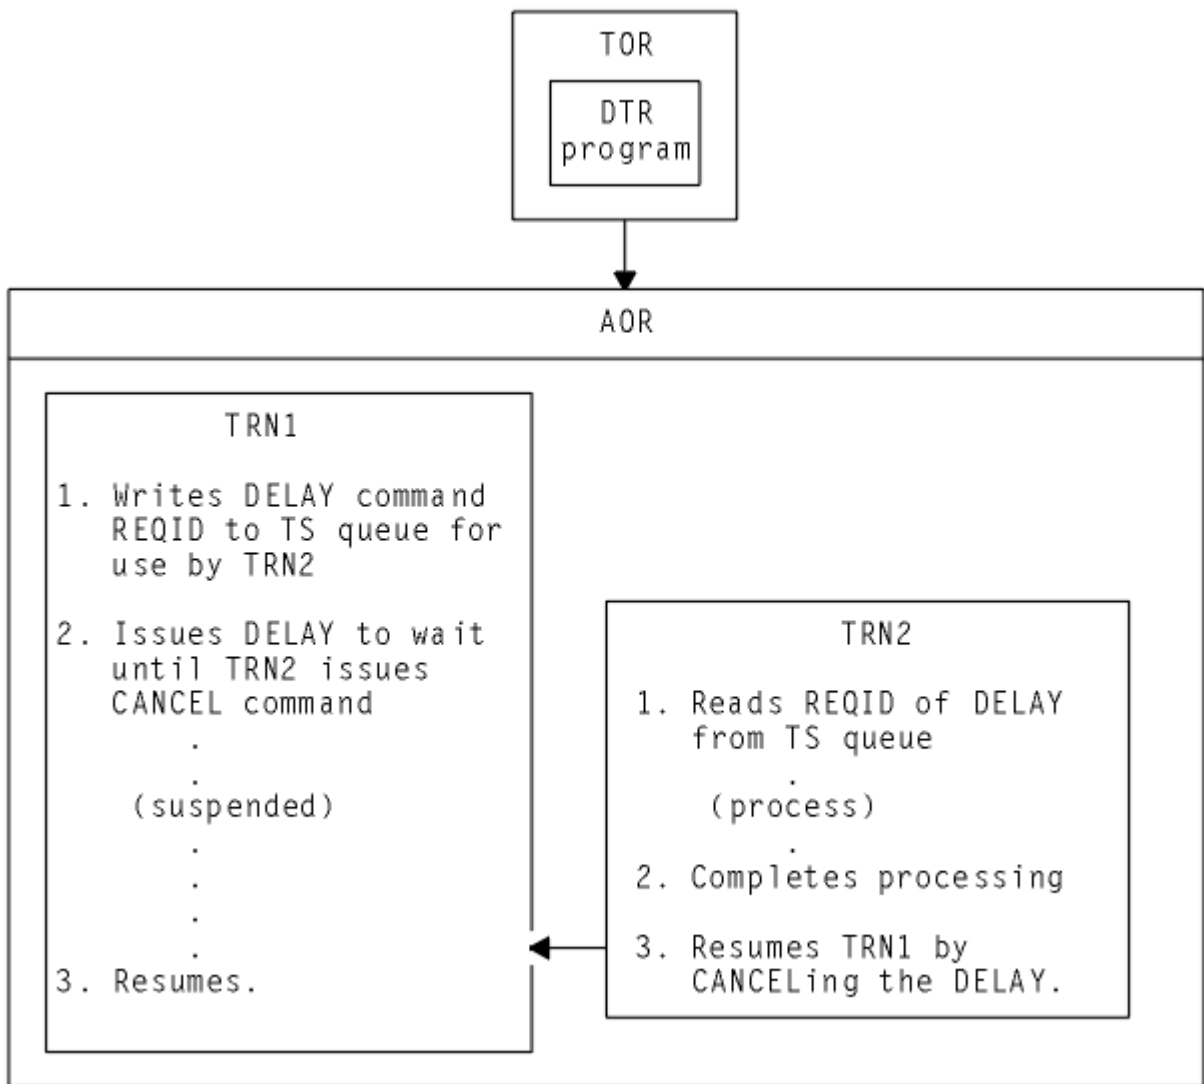 TOR
DTR
program
AOR
TRN1
1. Writes DELAY command
REQID to TS queue for
use by TRN2
2. Issues DELAY to wait
until TRN2 issues
CANCEL command
.
.
(suspended)
.
.
.
.
3. Resumes.
TRN2
1. Reads REQID of DELAY
from TS queue
.
(process)
.
2. Completes processing
3. Resumes TRN1 by
CANCELing the DELAY.